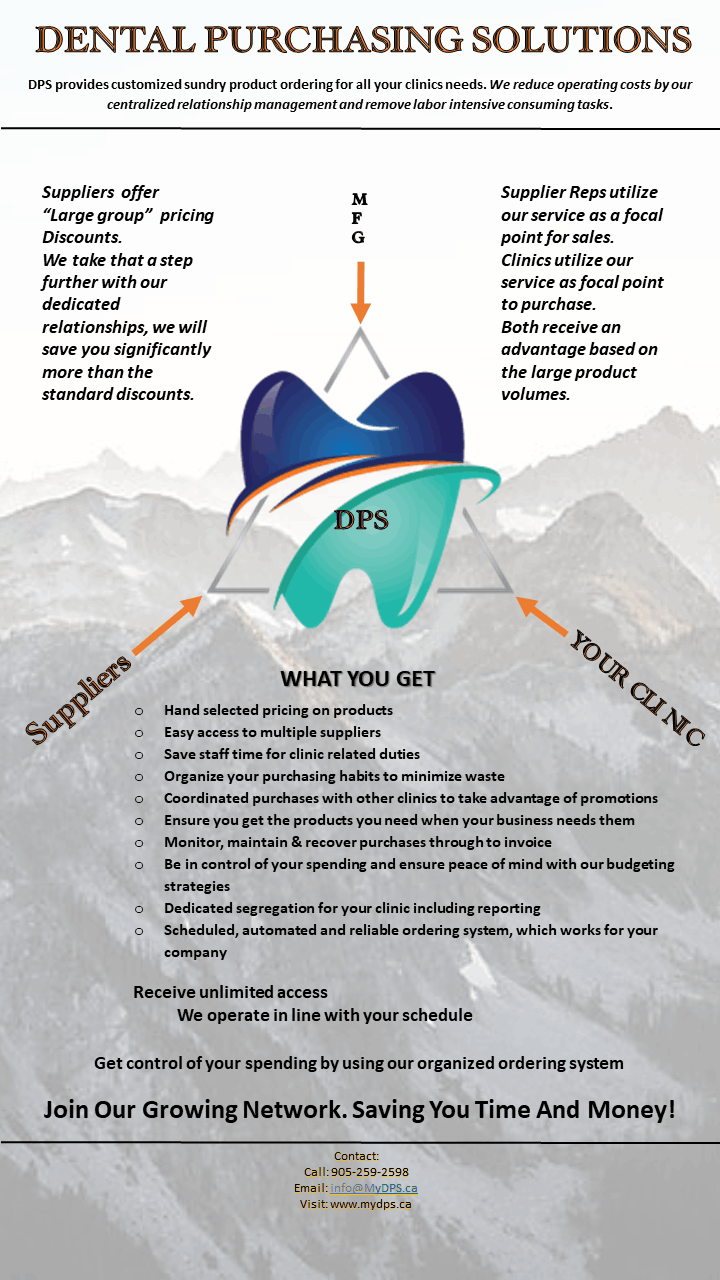 DENTAL PURCHASING SOLUTIONS
DPS provides customized sundry product ordering for all your clinics needs. We reduce operating costs by our
centralized relationship management and remove labor intensive consuming tasks.
Suppliers offer
“Large group” pricing
Discounts.
We take that a step
further with our
dedicated
relationships, we will
save you significantly
more than the
standard discounts.
M
F
G
Supplier Reps utilize
our service as a focal
point for sales.
Clinics utilize our
service as focal point
to purchase.
Both receive an
advantage based on
the large product
volumes.
DPS
Suppliers
YOUR CLINIC
WHAT YOU GET
o Hand selected pricing on products
o Easy access to multiple suppliers
o Save staff time for clinic related duties
o Organize your purchasing habits to minimize waste
o Coordinated purchases with other clinics to take advantage of promotions
o Ensure you get the products you need when your business needs them
o Monitor, maintain & recover purchases through to invoice
o Be in control of your spending and ensure peace of mind with our budgeting
strategies
o Dedicated segregation for your clinic including reporting
o Scheduled, automated and reliable ordering system, which works for your
company
Receive unlimited access
We operate in line with your schedule
Get control of your spending by using our organized ordering system
Join Our Growing Network. Saving You Time And Money!
Contact:
Call: 905-259-2598
Email: info@MyDPS.ca
Visit: www.mydps.ca